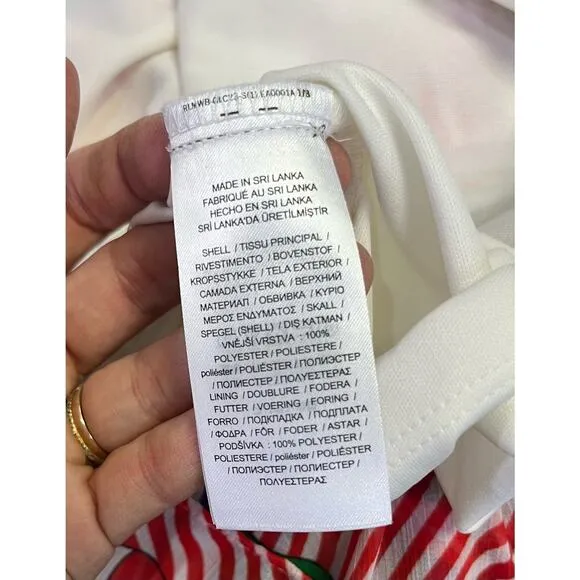 MADE IN SRI LANKA
FABRIQUÉ AU SRI LANKA
HECHO EN SRI LANKA
SRI LANKA'DA ÜRETİLMİŞTİR
SHELL / TISSU PRINCIPAL /
RIVESTIMENTO / BOVENSTOF /
KROPSSTYKKE / TELA EXTERIOR /
CAMADA EXTERNA / ВЕРХНИЙ
МАТЕРИАЛ / ОБВИВКА / ΚΥΡΙΟ
ΜΕΡΟΣ ΕΝΔΥΜΑΤΟΣ / SKALL /
SPEGEL (SHELL) / DIŞ KATMAN /
VNĚJŠÍ VRSTVA : 100%
POLYESTER / POLIESTERE /
poliéster / poliéster / ПОЛИЭСТЕР
/ ПОЛИЕСТЕР / ΠΟΛΥΕΣΤΕΡΑΣ
LINING / DOUBLURE / FODERA /
FUTTER / VOERING / FORING /
FORRO / ПОДКЛАДКА / ПОДПЛАТА
/ ΦΟΔΡΑ / FÔR / FODER / ASTAR /
PODŠÍVKA : 100% POLYESTER /
POLIESTERE / poliéster / poliéster /
ПОЛИЭСТЕР / ПОЛИЕСТЕР /
ΠΟΛΥΕΣΤΕΡΑΣ